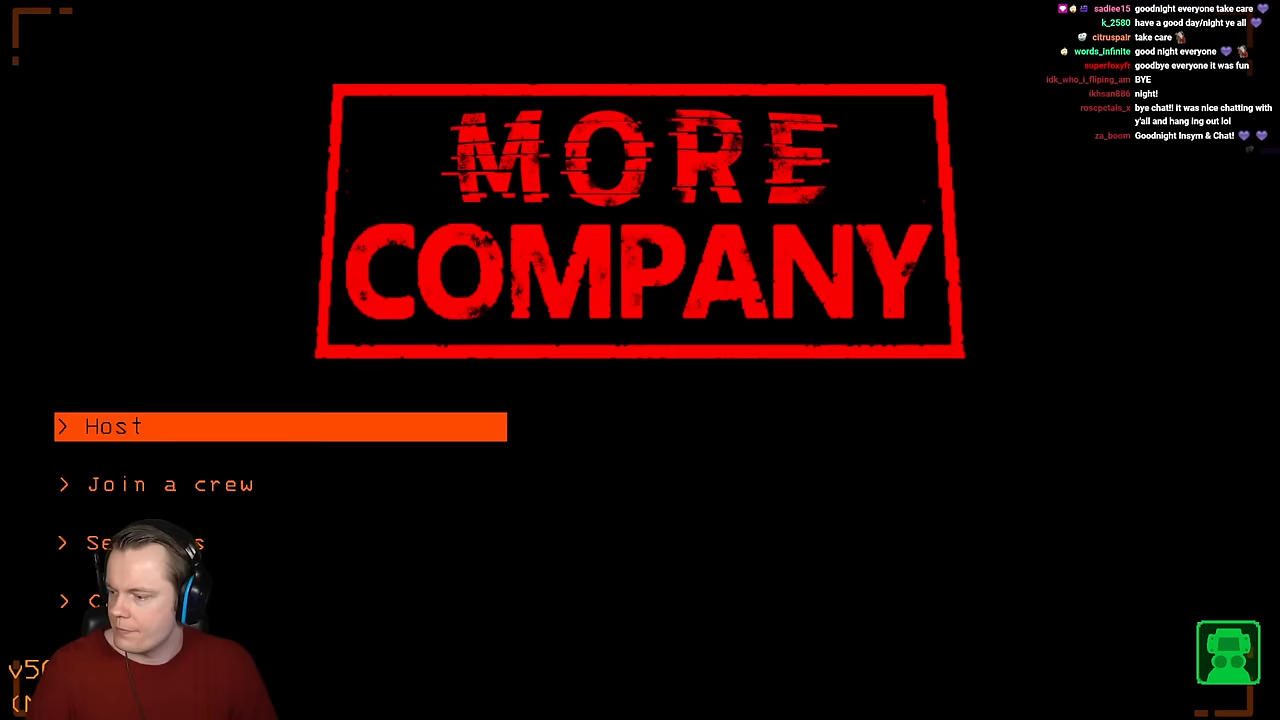 sadlee15 goodnight everyone take care
k_2580 have a good day/night ye all
citruspair take care
words_infinite good night everyone
superfoxyfr goodbye everyone it was fun
idk_who_i_fliping_am BYE
ikhsan886 night!
roscpctals_x bye chat!! it was nice chatting with
y'all and hang ing out lol
za_boom Goodnight Insym & Chat!
MORE
COMPANY
> Host
> Join a crew